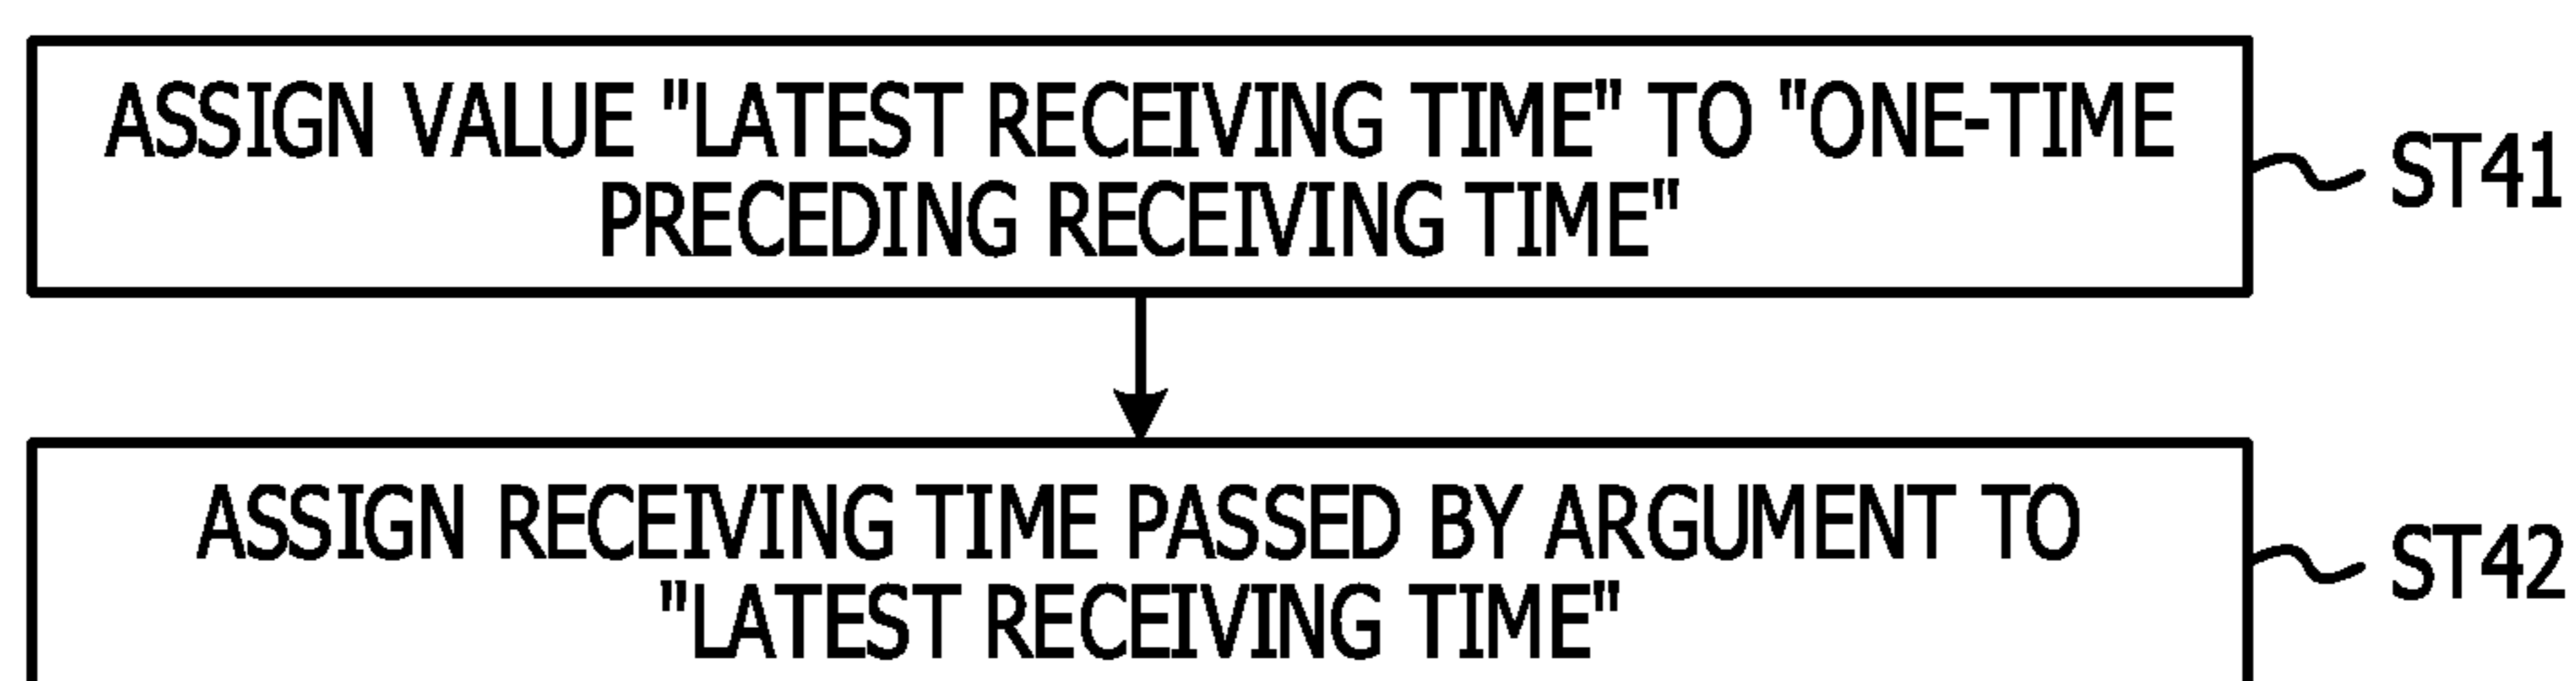 ASSIGN VALUE "LATEST RECEIVING TIME" TO "ONE-TIME
PRECEDING RECEIVING TIME"
ST41
ASSIGN RECEIVING TIME PASSED BY ARGUMENT TO
"LATEST RECEIVING TIME"
ST42